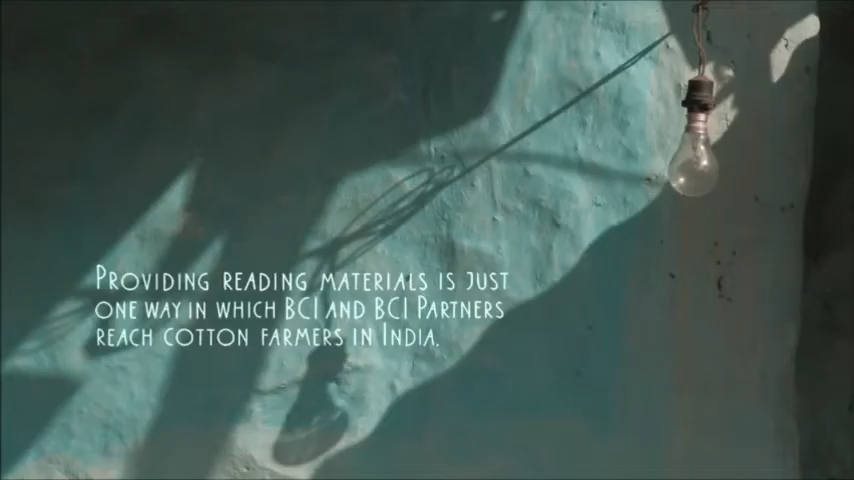 Providing reading materials is just
one way in which BCI and BCI Partners
reach cotton farmers in India.